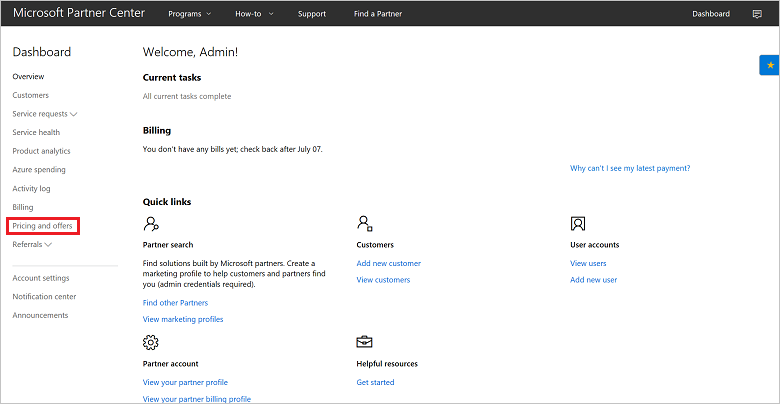 Microsoft Partner Center
Programs
How-to
Support
Find a Partner
Dashboard
Dashboard
Overview
Customers
Service requests
Service health
Product analytics
Azure spending
Activity log
Billing
Pricing and offers
Referrals
Account settings
Notification center
Announcements
Welcome, Admin!
Current tasks
All current tasks complete
Billing
You don't have any bills yet; check back after July 07.
Why can't I see my latest payment?
Quick links
Partner search
Find solutions built by Microsoft partners. Create a
marketing profile to help customers and partners find
you (admin credentials required).
Find other Partners
View marketing profiles
Customers
Add new customer
View customers
User accounts
View users
Add new user
Partner account
View your partner profile
View your partner billing profile
Helpful resources
Get started